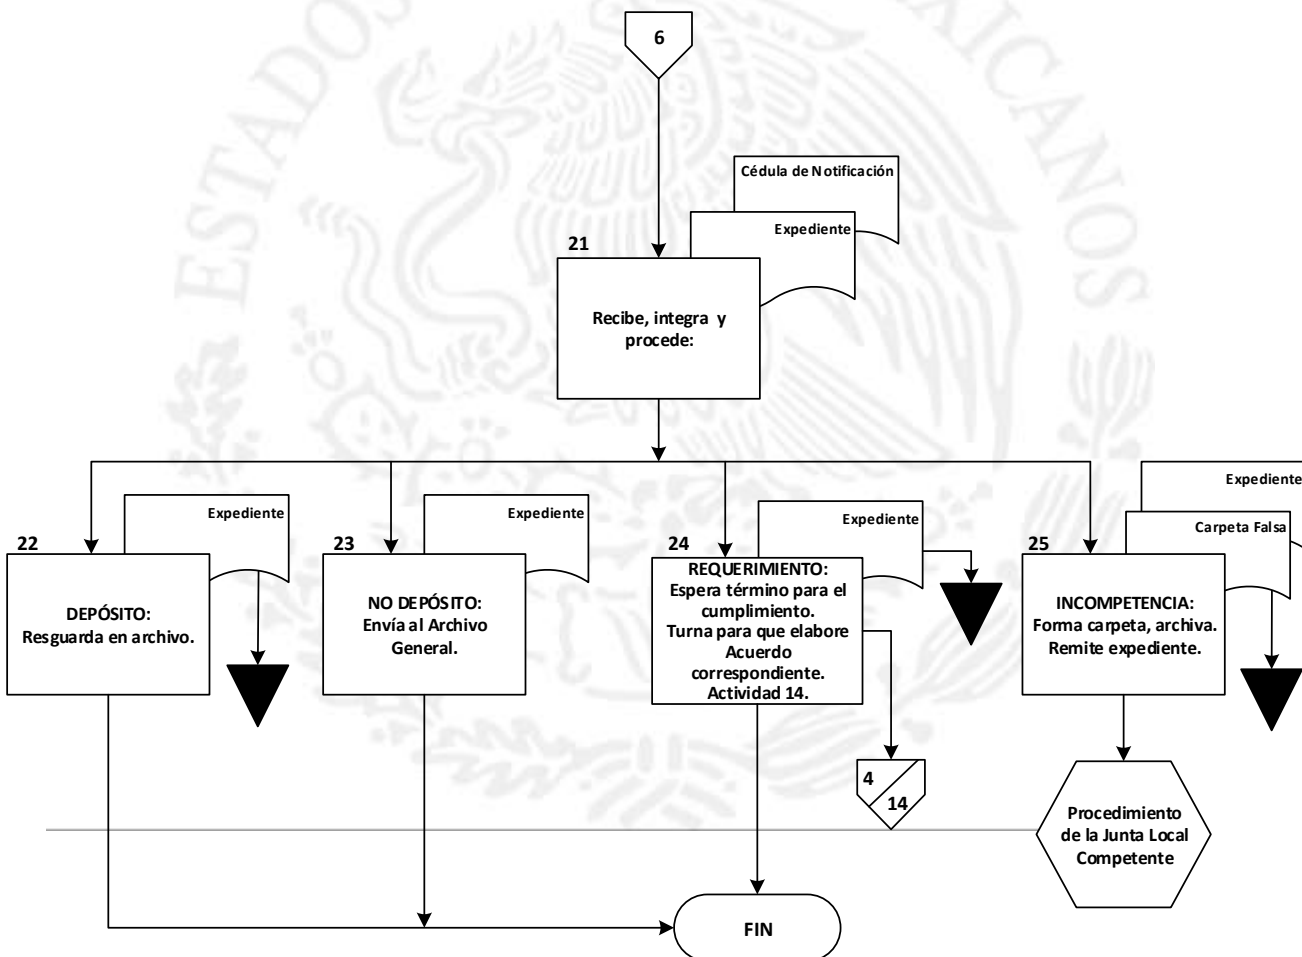 ESTADOS
XICANOS
6
Cédula de Notificación
Expediente
21
Recibe, integra y
procede:
Expediente
22
DEPÓSITO:
Resguarda en archivo.
Expediente
23
NO DEPÓSITO:
Envía al Archivo
General.
Expediente
24
REQUERIMIENTO:
Espera término para el
cumplimiento.
Turna para que elabore
Acuerdo
correspondiente.
Actividad 14.
Expediente
Carpeta Falsa
25
INCOMPETENCIA:
Forma carpeta, archiva.
Remite expediente.
4
14
Procedimiento
de la Junta Local
Competente
FIN